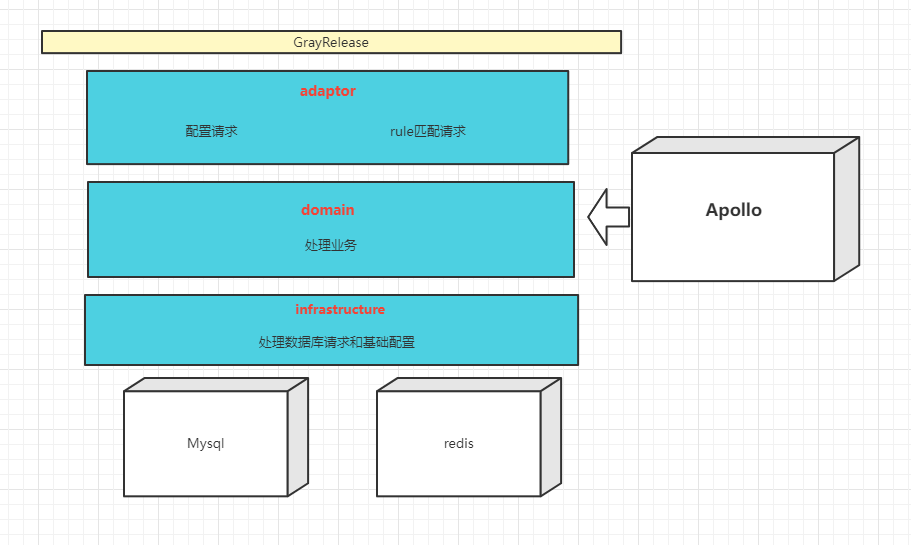 GrayRelease
adaptor
配置请求
rule匹配请求
domain
处理业务
Apollo
infrastructure
处理数据库请求和基础配置
Mysql
redis